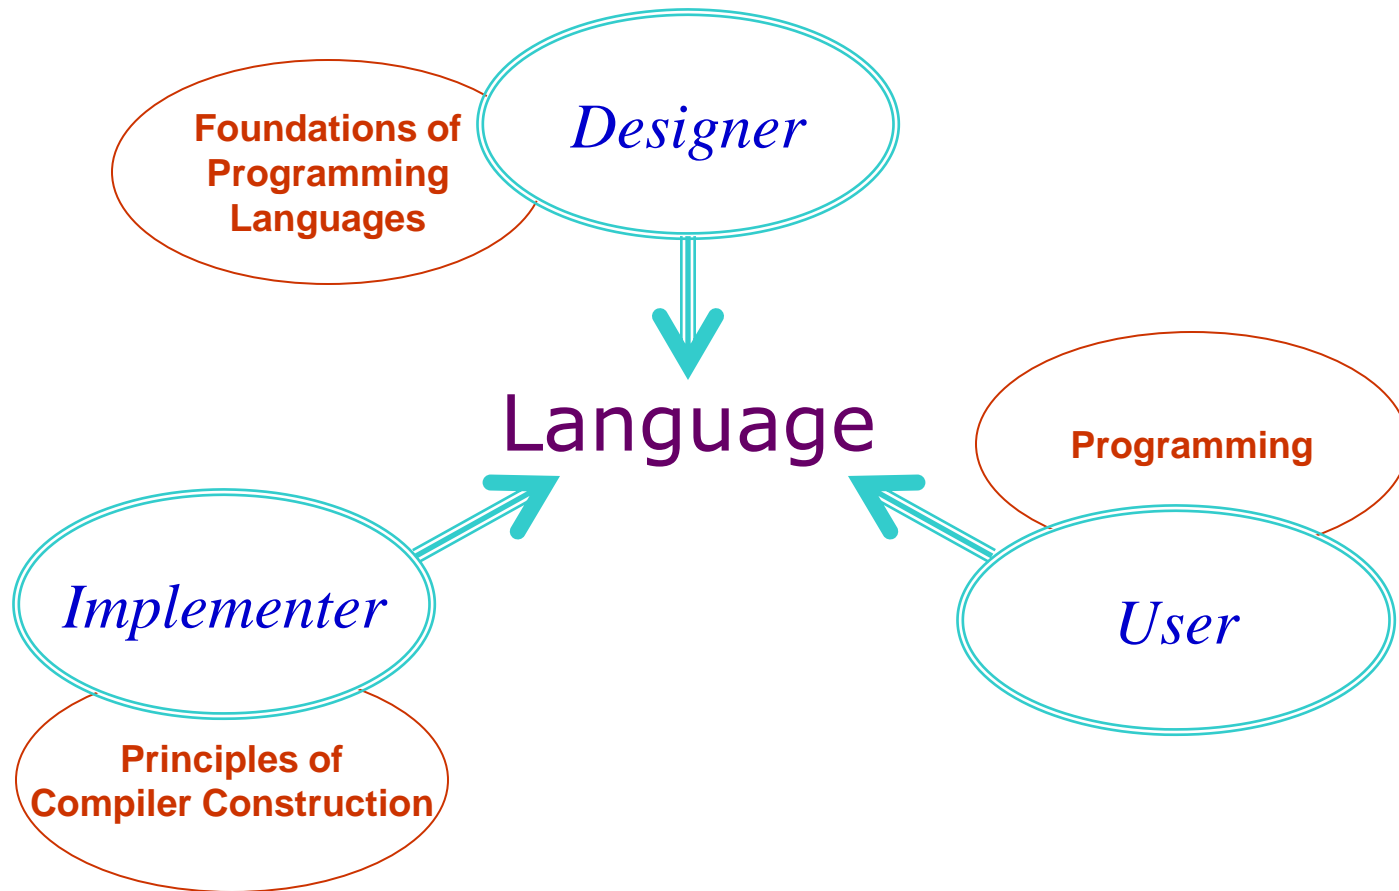 Foundations of
Programming
Languages
Designer
Language
Programming
Implementer
User
Principles of
Compiler Construction